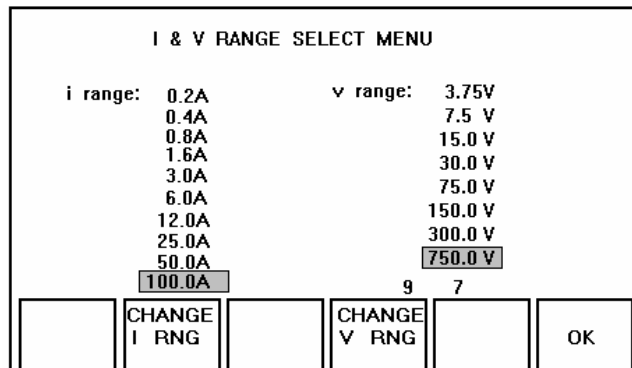 I & V RANGE SELECT MENU
i range: 0.2A
0.4A
0.8A
1.6A
3.0A
6.0A
12.0A
25.0A
50.0A
100.0A
v range: 3.75V
7.5 V
15.0 V
30.0 V
75.0 V
150.0 V
300.0 V
750.0 V
9 7
CHANGE
I RNG
CHANGE
V RNG
OK